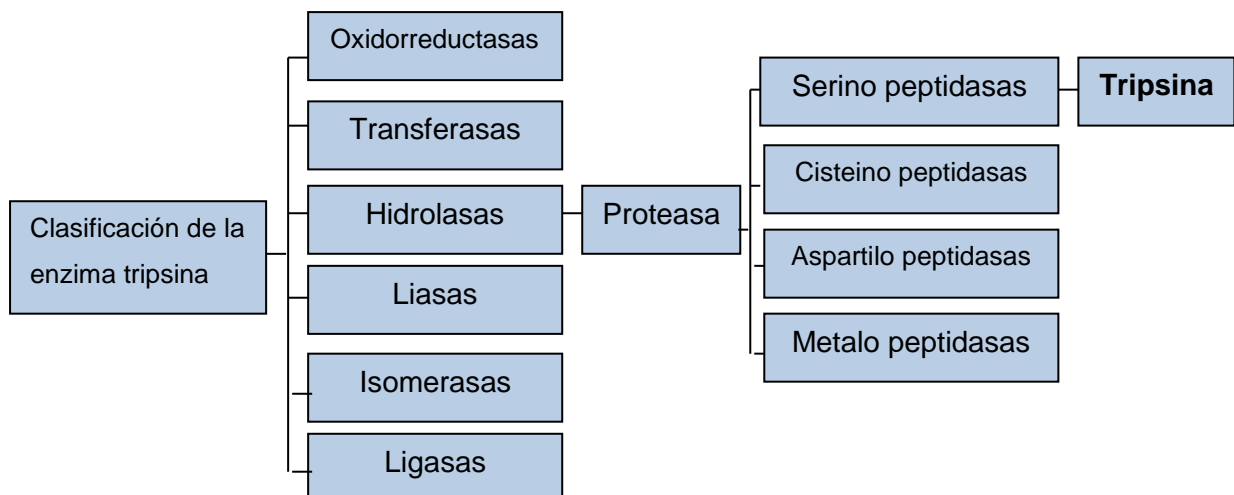 Clasificación de la
enzima tripsina
Oxidorreductasas
Transferasas
Hidrolasas
Liasas
Isomerasas
Ligasas
Proteasa
Serino peptidasas
Cisteino peptidasas
Aspartilo peptidasas
Metalo peptidasas
Tripsina